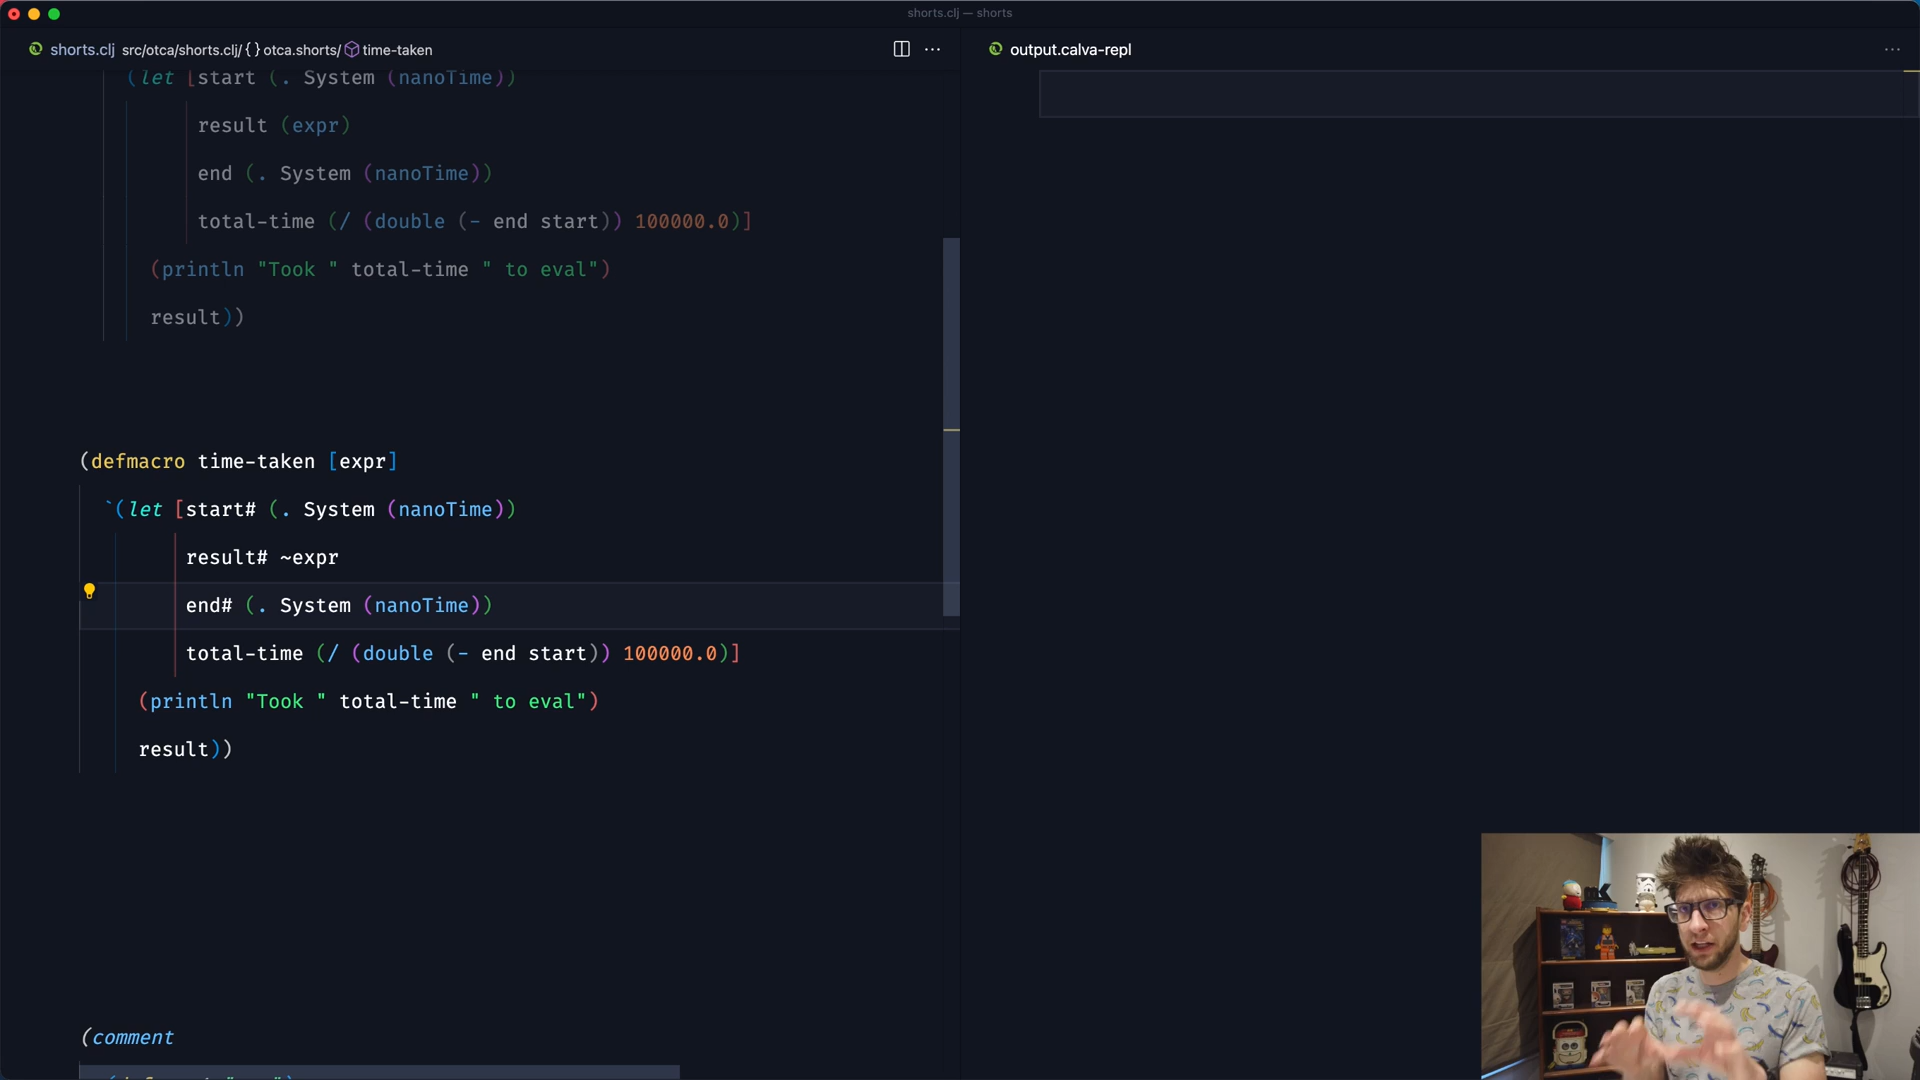 shorts.clj — shorts
shorts.clj src/otca/shorts.clj/ {} otca.shorts/ time-taken
output.calva-repl
(let [start (. System (nanoTime))
result (expr)
end (. System (nanoTime))
total-time (/ (double (- end start)) 100000.0)]
(println "Took " total-time " to eval")
result))
(defmacro time-taken [expr]
`(let [start# (. System (nanoTime))
result# ~expr
end# (. System (nanoTime))
total-time (/ (double (- end start)) 100000.0)]
(println "Took " total-time " to eval")
result))
(comment